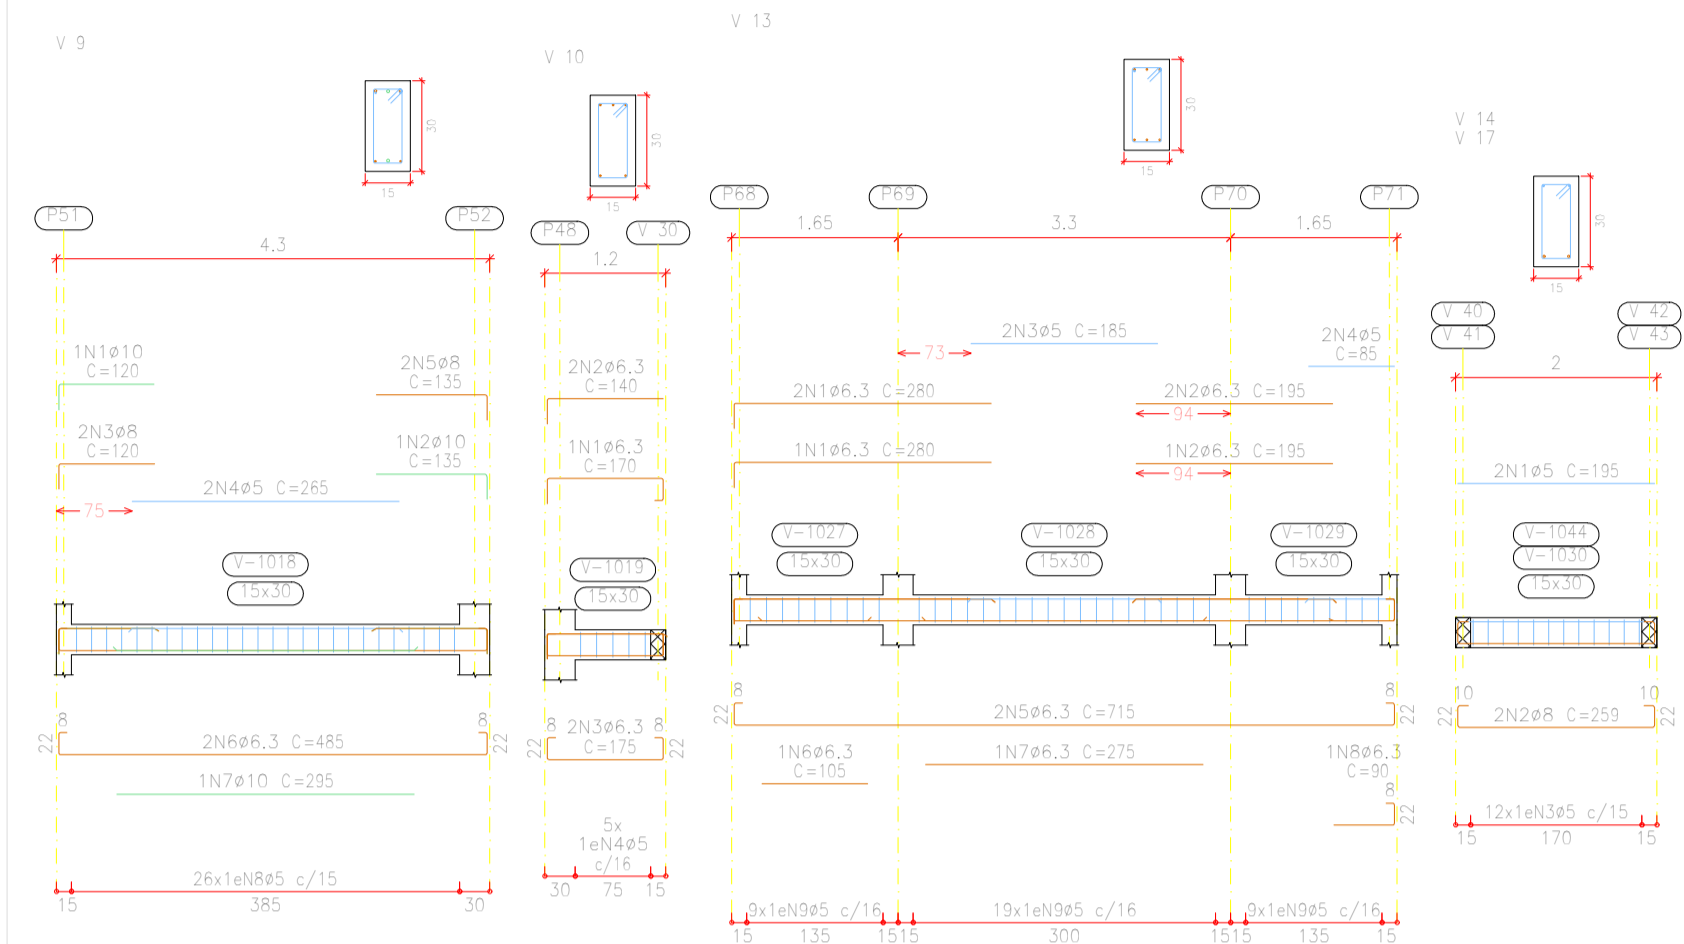 V 9
30
15
P51
P52
4.3
1N1ø10
C=120
2N5ø8
C=135
2N3ø8
C=120
1N2ø10
C=135
2N4ø5 C=265
75
V-1018
15x30
8
22
2N6ø6.3 C=485
8
22
1N7ø10 C=295
26x1eN8ø5 c/15
15
385
30
V 10
30
15
P48
V 30
1.2
2N2ø6.3
C=140
1N1ø6.3
C=170
V-1019
15x30
8
22
2N3ø6.3
C=175
8
22
5x
1eN4ø5
c/16
30
75
15
V 13
30
15
P68
P69
P70
P71
1.65
3.3
1.65
2N3ø5 C=185
73
2N4ø5
C=85
2N1ø6.3 C=280
2N2ø6.3 C=195
94
1N1ø6.3 C=280
1N2ø6.3 C=195
94
V-1027
15x30
V-1028
15x30
V-1029
15x30
8
22
2N5ø6.3 C=715
8
22
1N6ø6.3
C=105
1N7ø6.3 C=275
1N8ø6.3
C=90
8
22
9x1eN9ø5 c/16
19x1eN9ø5 c/16
9x1eN9ø5 c/16
15
135
1515
300
1515
135
15
V 14
V 17
30
15
V 40
V 41
V 42
V 43
2
2N1ø5 C=195
V-1044
V-1030
15x30
10
22
2N2ø8 C=259
10
22
12x1eN3ø5 c/15
15
170
15